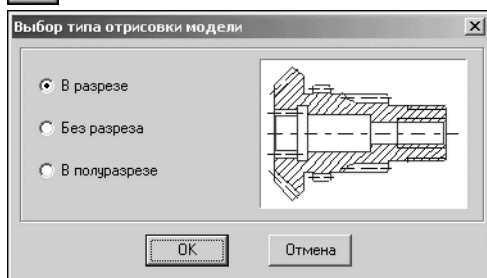 Выбор типа отрисовки модели
В разрезе
Без разреза
В полуразрезе
OK
Отмена